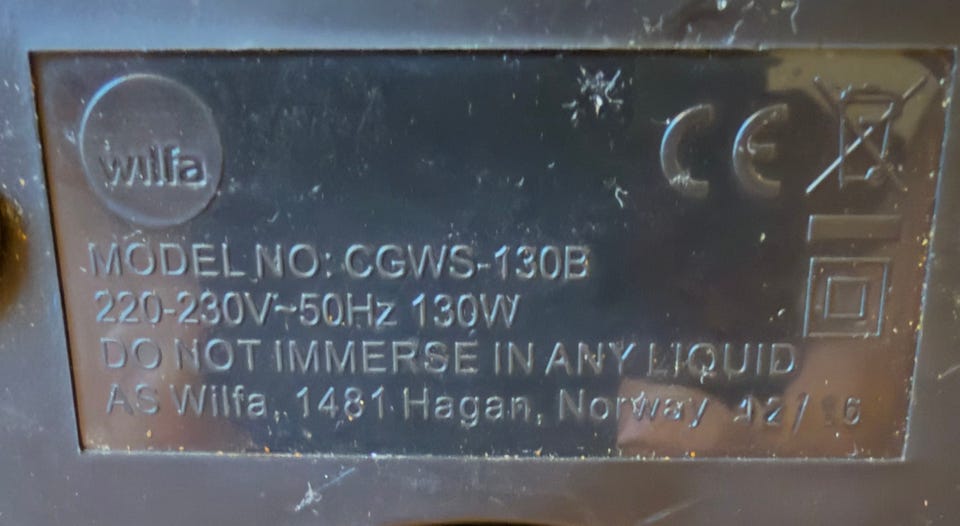 wilfa
CE
MODEL NO: CGWS-130B
220-230V~50Hz 130W
DO NOT IMMERSE IN ANY LIQUID
AS Wilfa, 1481 Hagan, Norway